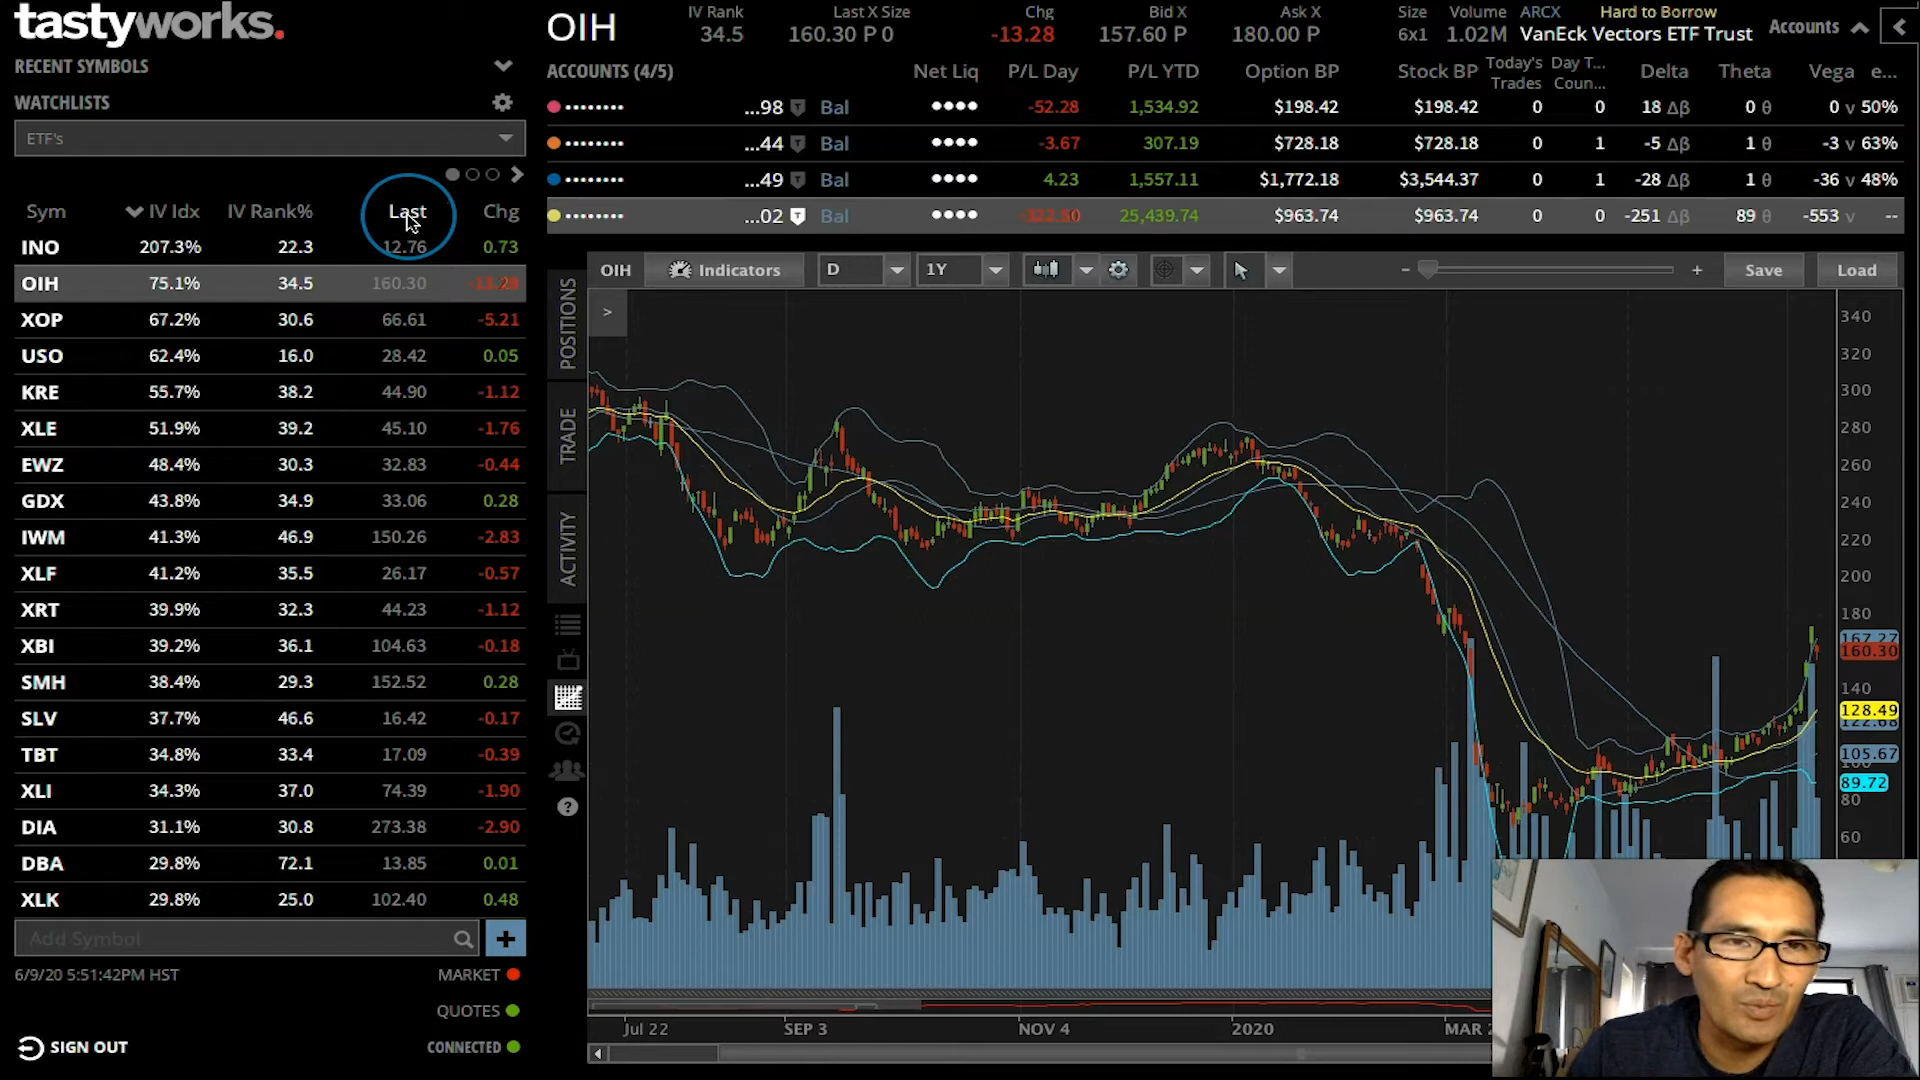 tastyworks.
RECENT SYMBOLS
WATCHLISTS
ETF's
Sym IV Idx IV Rank% Last Chg
INO 207.3% 22.3 12.76 0.73
OIH 75.1% 34.5 160.30 -13.28
XOP 67.2% 30.6 66.61 -5.21
USO 62.4% 16.0 28.42 0.05
KRE 55.7% 38.2 44.90 -1.12
XLE 51.9% 39.2 45.10 -1.76
EWZ 48.4% 30.3 32.83 -0.44
GDX 43.8% 34.9 33.06 0.28
IWM 41.3% 46.9 150.26 -2.83
XLF 41.2% 35.5 26.17 -0.57
XRT 39.9% 32.3 44.23 -1.12
XBI 39.2% 36.1 104.63 -0.18
SMH 38.4% 29.3 152.52 0.28
SLV 37.7% 46.6 16.42 -0.17
TBT 34.8% 33.4 17.09 -0.39
XLI 34.3% 37.0 74.39 -1.90
DIA 31.1% 30.8 273.38 -2.90
DBA 29.8% 72.1 13.85 0.01
XLK 29.8% 25.0 102.40 0.48
Add Symbol
6/9/20 5:51:42PM HST MARKET
QUOTES
SIGN OUT CONNECTED
OIH
IV Rank Last X Size Chg Bid X Ask X Size Volume ARCX Hard to Borrow
34.5 160.30 P 0 -13.28 157.60 P 180.00 P 6x1 1.02M VanEck Vectors ETF Trust
Accounts
ACCOUNTS (4/5) Net Liq P/L Day P/L YTD Option BP Stock BP Today's Trades Day T... Coun... Delta Theta Vega e...
...98 Bal -52.28 1,534.92 $198.42 $198.42 0 0 18 Δβ 0 θ 0 v 50%
...44 Bal -3.67 307.19 $728.18 $728.18 0 1 -5 Δβ 1 θ -3 v 63%
...49 Bal 4.23 1,557.11 $1,772.18 $3,544.37 0 1 -28 Δβ 1 θ -36 v 48%
...02 Bal -322.50 25,439.74 $963.74 $963.74 0 0 -251 Δβ 89 θ -553 v --
POSITIONS
TRADE
ACTIVITY
OIH Indicators D 1Y - + Save Load
>
340
320
300
280
260
240
220
200
180
167.27
160.30
140
128.49
122.68
105.67
100
89.72
80
60
Jul 22 SEP 3 NOV 4 2020 MAR 2